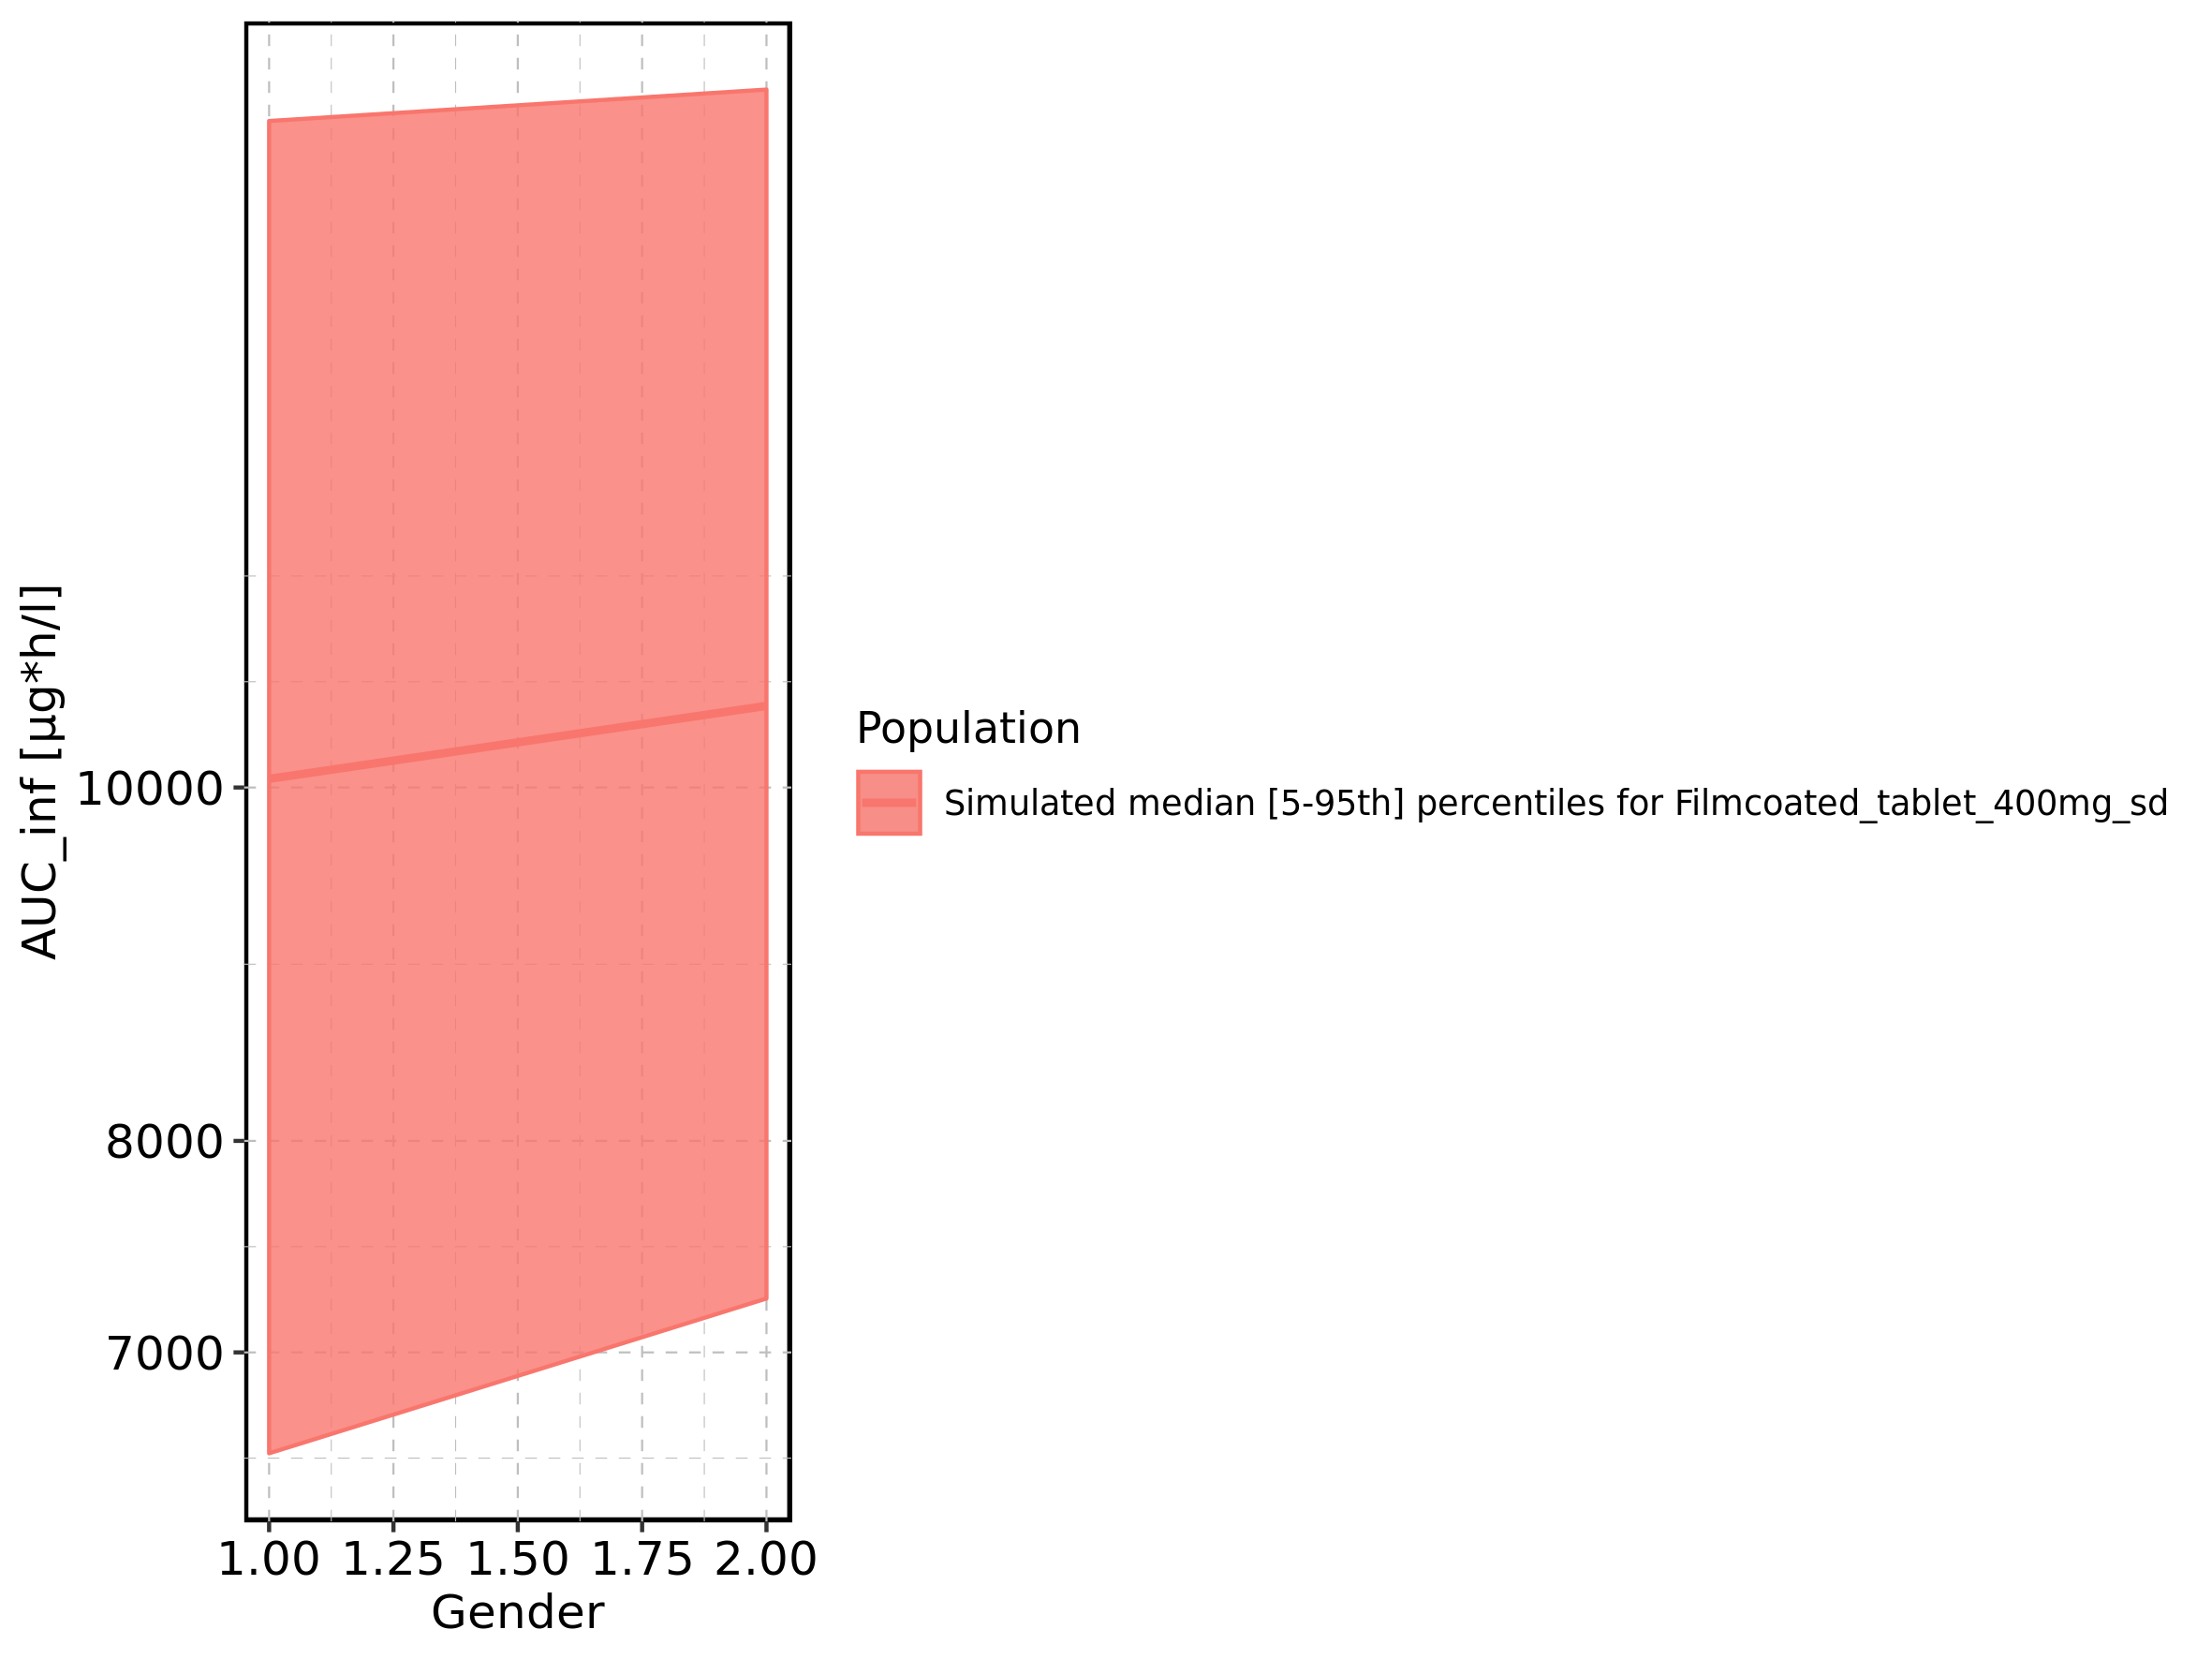 AUC_inf [µg*h/l]
10000
8000
7000
1.00 1.25 1.50 1.75 2.00
Gender
Population
Simulated median [5-95th] percentiles for Filmcoated_tablet_400mg_sd